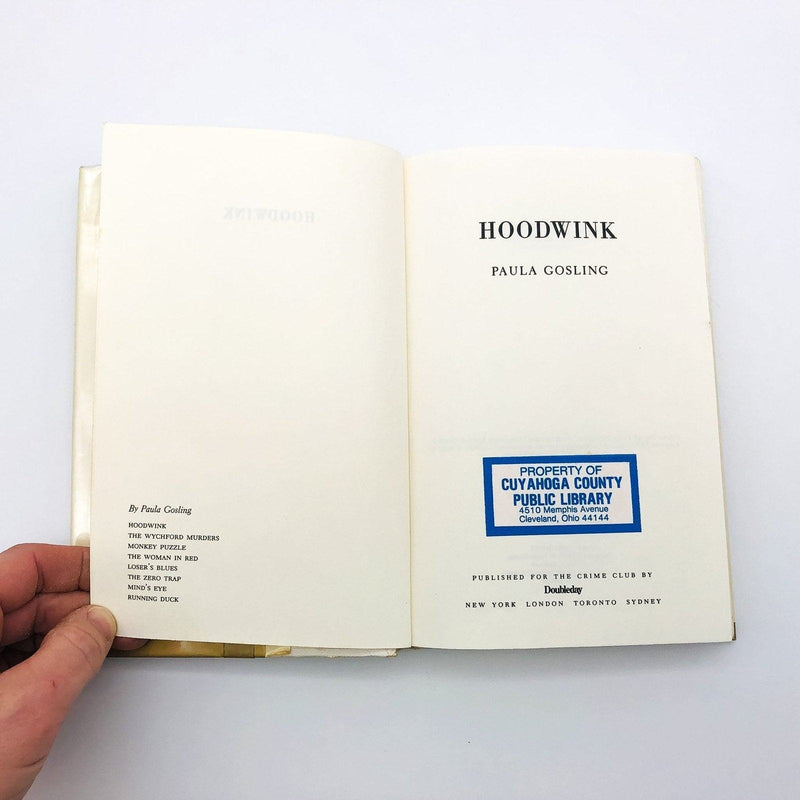 HOODWINK
By Paula Gosling
HOODWINK
THE WYCHFORD MURDERS
MONKEY PUZZLE
THE WOMAN IN RED
LOSER'S BLUES
THE ZERO TRAP
MIND'S EYE
RUNNING DUCK
HOODWINK
PAULA GOSLING
PROPERTY OF
CUYAHOGA COUNTY
PUBLIC LIBRARY
4510 Memphis Avenue
Cleveland, Ohio 44144
PUBLISHED FOR THE CRIME CLUB BY
Doubleday
NEW YORK LONDON TORONTO SYDNEY